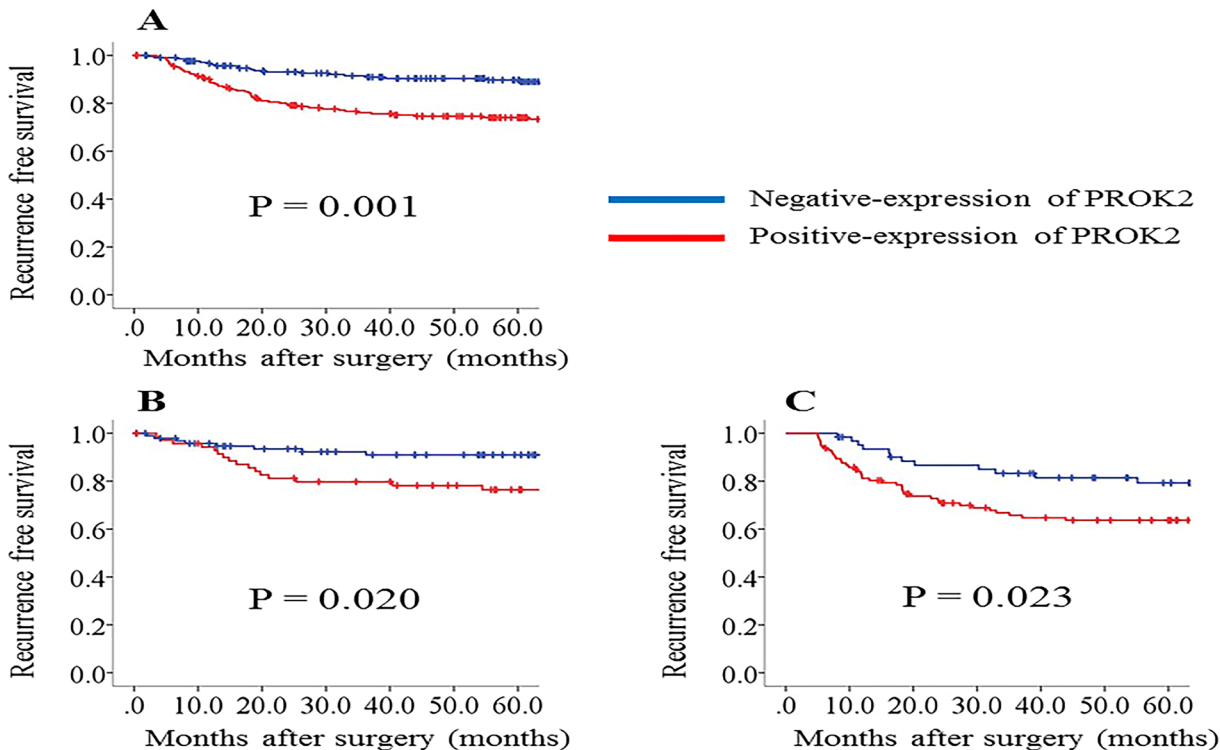 A
Recurrence free survival
1.0
0.8
0.6
0.4
0.2
0.0
P = 0.001
.0 10.0 20.0 30.0 40.0 50.0 60.0
Months after surgery (months)
Negative-expression of PROK2
Positive-expression of PROK2
B
Recurrence free survival
1.0
0.8
0.6
0.4
0.2
0.0
P = 0.020
.0 10.0 20.0 30.0 40.0 50.0 60.0
Months after surgery (months)
C
Recurrence free survival
1.0
0.8
0.6
0.4
0.2
0.0
P = 0.023
.0 10.0 20.0 30.0 40.0 50.0 60.0
Months after surgery (months)